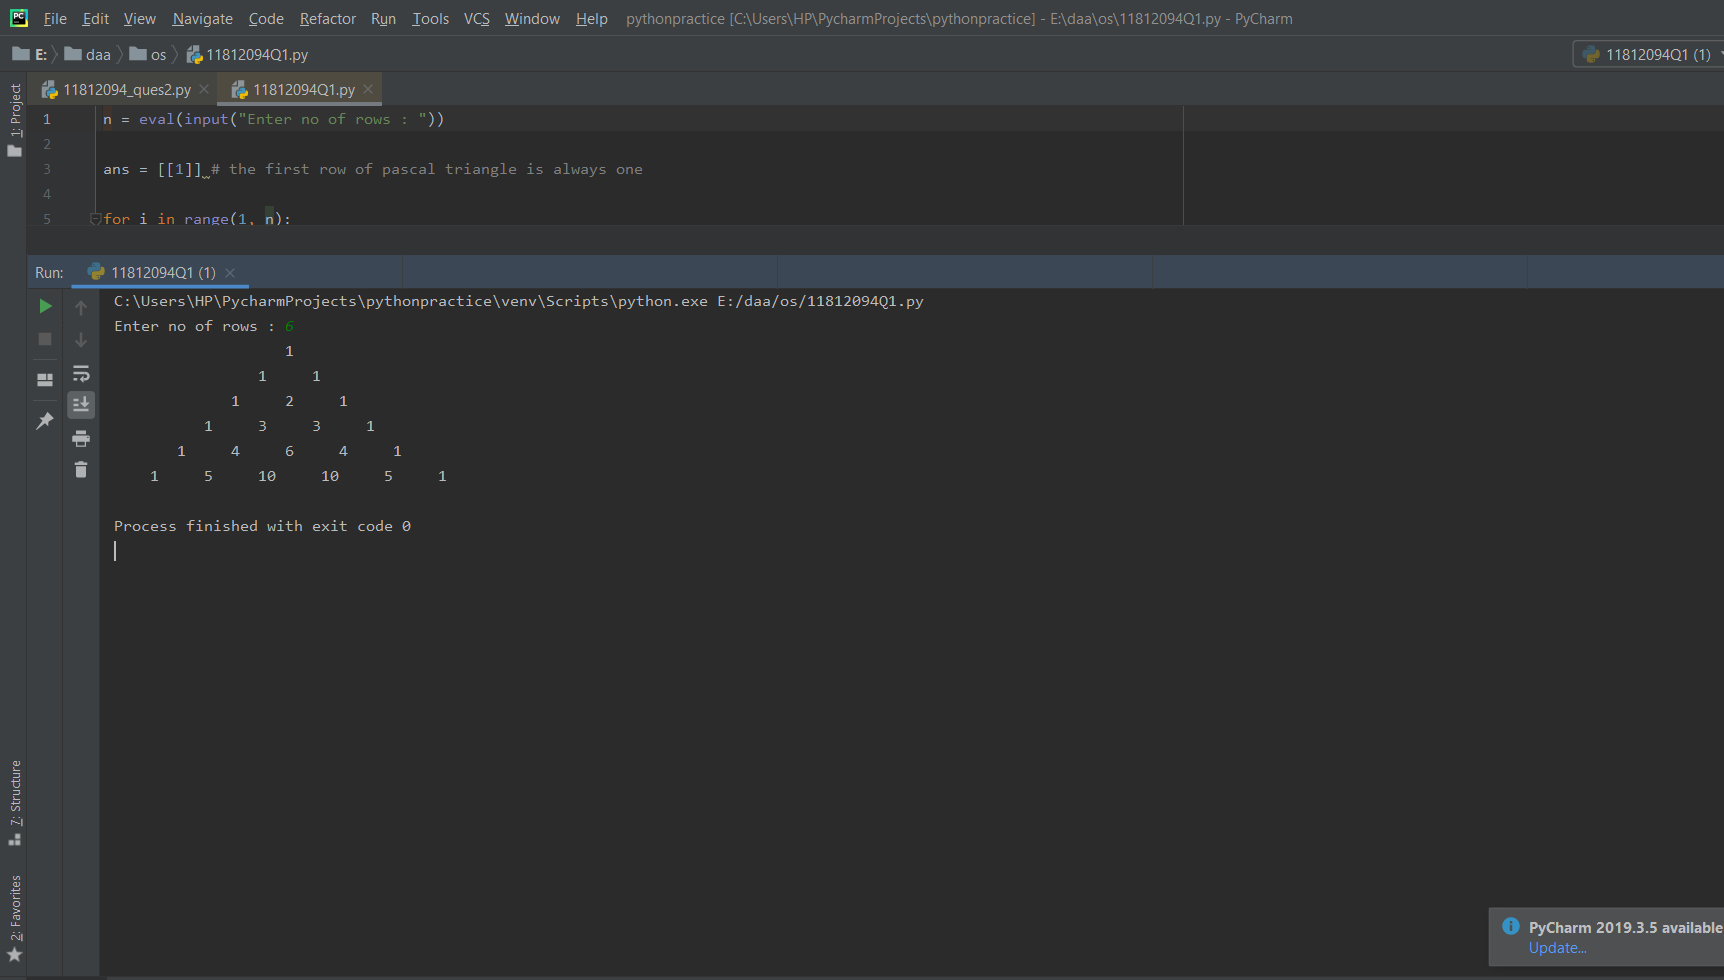 PC File Edit View Navigate Code Refactor Run Tools VCS Window Help pythonpractice [C:\Users\HP\PycharmProjects\pythonpractice] - E:\daa\os\11812094Q1.py - PyCharm
E: daa os 11812094Q1.py 11812094Q1 (1)
11812094_ques2.py 11812094Q1.py
1: Project
1 n = eval(input("Enter no of rows : "))
2
3 ans = [[1]] # the first row of pascal triangle is always one
4
5 for i in range(1, n):
Run: 11812094Q1 (1)
C:\Users\HP\PycharmProjects\pythonpractice\venv\Scripts\python.exe E:/daa/os/11812094Q1.py
Enter no of rows : 6
1
1 1
1 2 1
1 3 3 1
1 4 6 4 1
1 5 10 10 5 1
Process finished with exit code 0
7: Structure
2: Favorites
PyCharm 2019.3.5 available
Update...